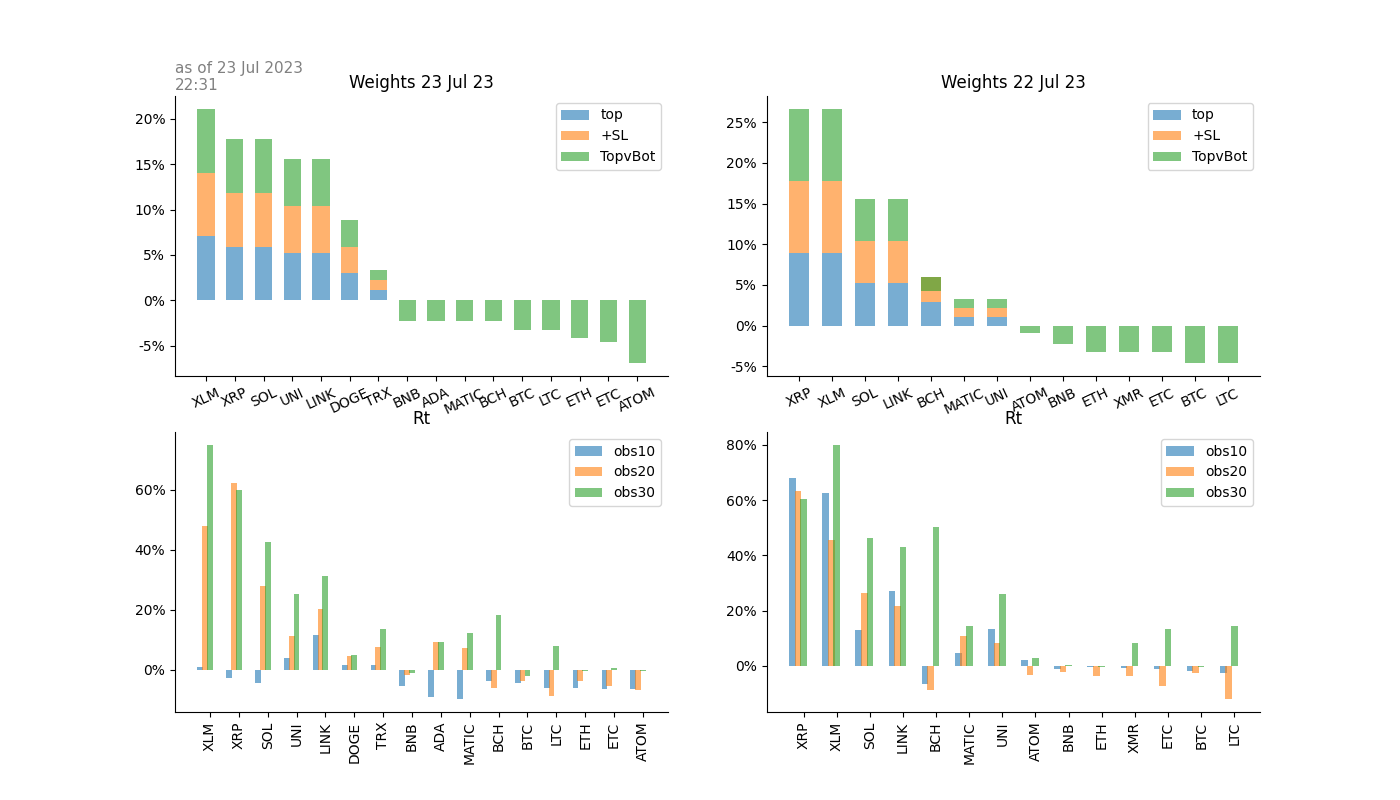 as of 23 Jul 2023
22:31
Weights 23 Jul 23
20%
15%
10%
5%
0%
-5%
top
+SL
TopvBot
XLM XRP SOL UNI LINK DOGE TRX BNB ADA MATIC BCH BTC LTC ETH ETC ATOM
Weights 22 Jul 23
25%
20%
15%
10%
5%
0%
-5%
top
+SL
TopvBot
XRP XLM SOL LINK BCH MATIC UNI ATOM BNB ETH XMR ETC BTC LTC
Rt
60%
40%
20%
0%
obs10
obs20
obs30
XLM XRP SOL UNI LINK DOGE TRX BNB ADA MATIC BCH BTC LTC ETH ETC ATOM
Rt
80%
60%
40%
20%
0%
obs10
obs20
obs30
XRP XLM SOL LINK BCH MATIC UNI ATOM BNB ETH XMR ETC BTC LTC